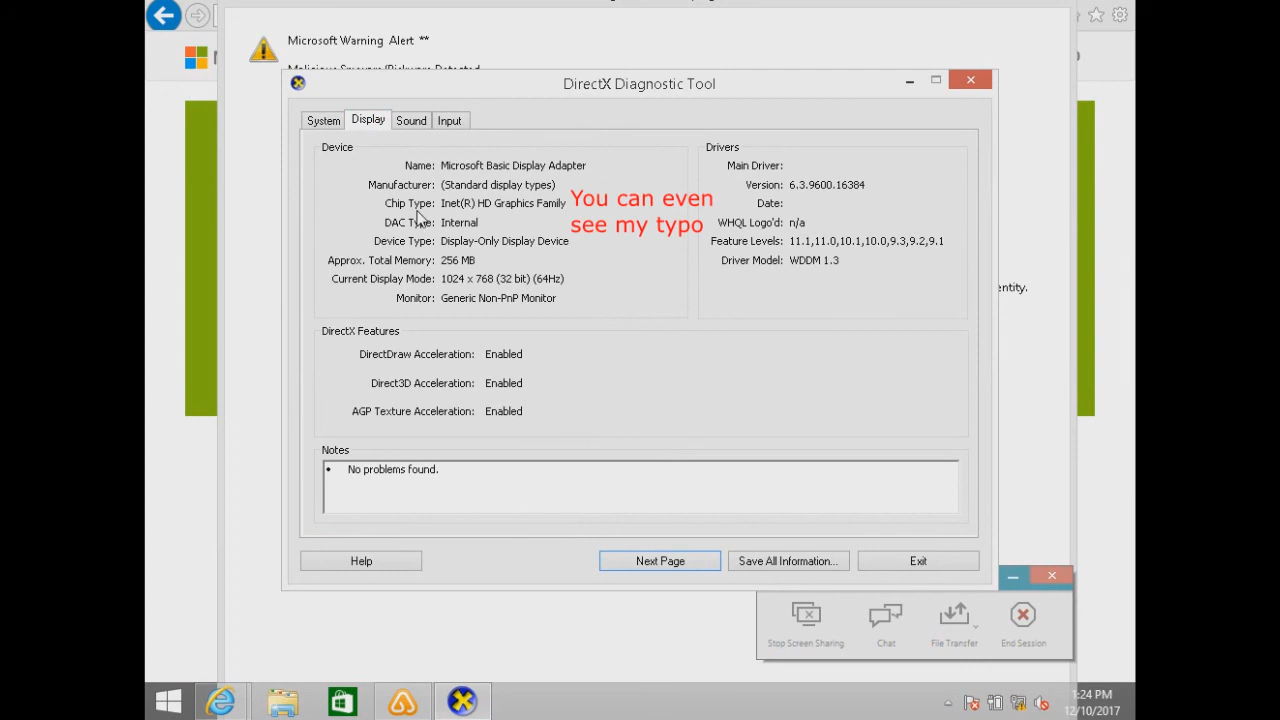 Microsoft Warning Alert **
DirectX Diagnostic Tool
System Display Sound Input
Device
Name: Microsoft Basic Display Adapter
Manufacturer: (Standard display types)
Chip Type: Inet(R) HD Graphics Family
DAC Type: Internal
Device Type: Display-Only Display Device
Approx. Total Memory: 256 MB
Current Display Mode: 1024 x 768 (32 bit) (64Hz)
Monitor: Generic Non-PnP Monitor
You can even
see my typo
Drivers
Main Driver:
Version: 6.3.9600.16384
Date:
WHQL Logo'd: n/a
Feature Levels: 11.1,11.0,10.1,10.0,9.3,9.2,9.1
Driver Model: WDDM 1.3
entity.
DirectX Features
DirectDraw Acceleration: Enabled
Direct3D Acceleration: Enabled
AGP Texture Acceleration: Enabled
Notes
• No problems found.
Help Next Page Save All Information... Exit
Stop Screen Sharing Chat File Transfer End Session
1:24 PM
12/10/2017